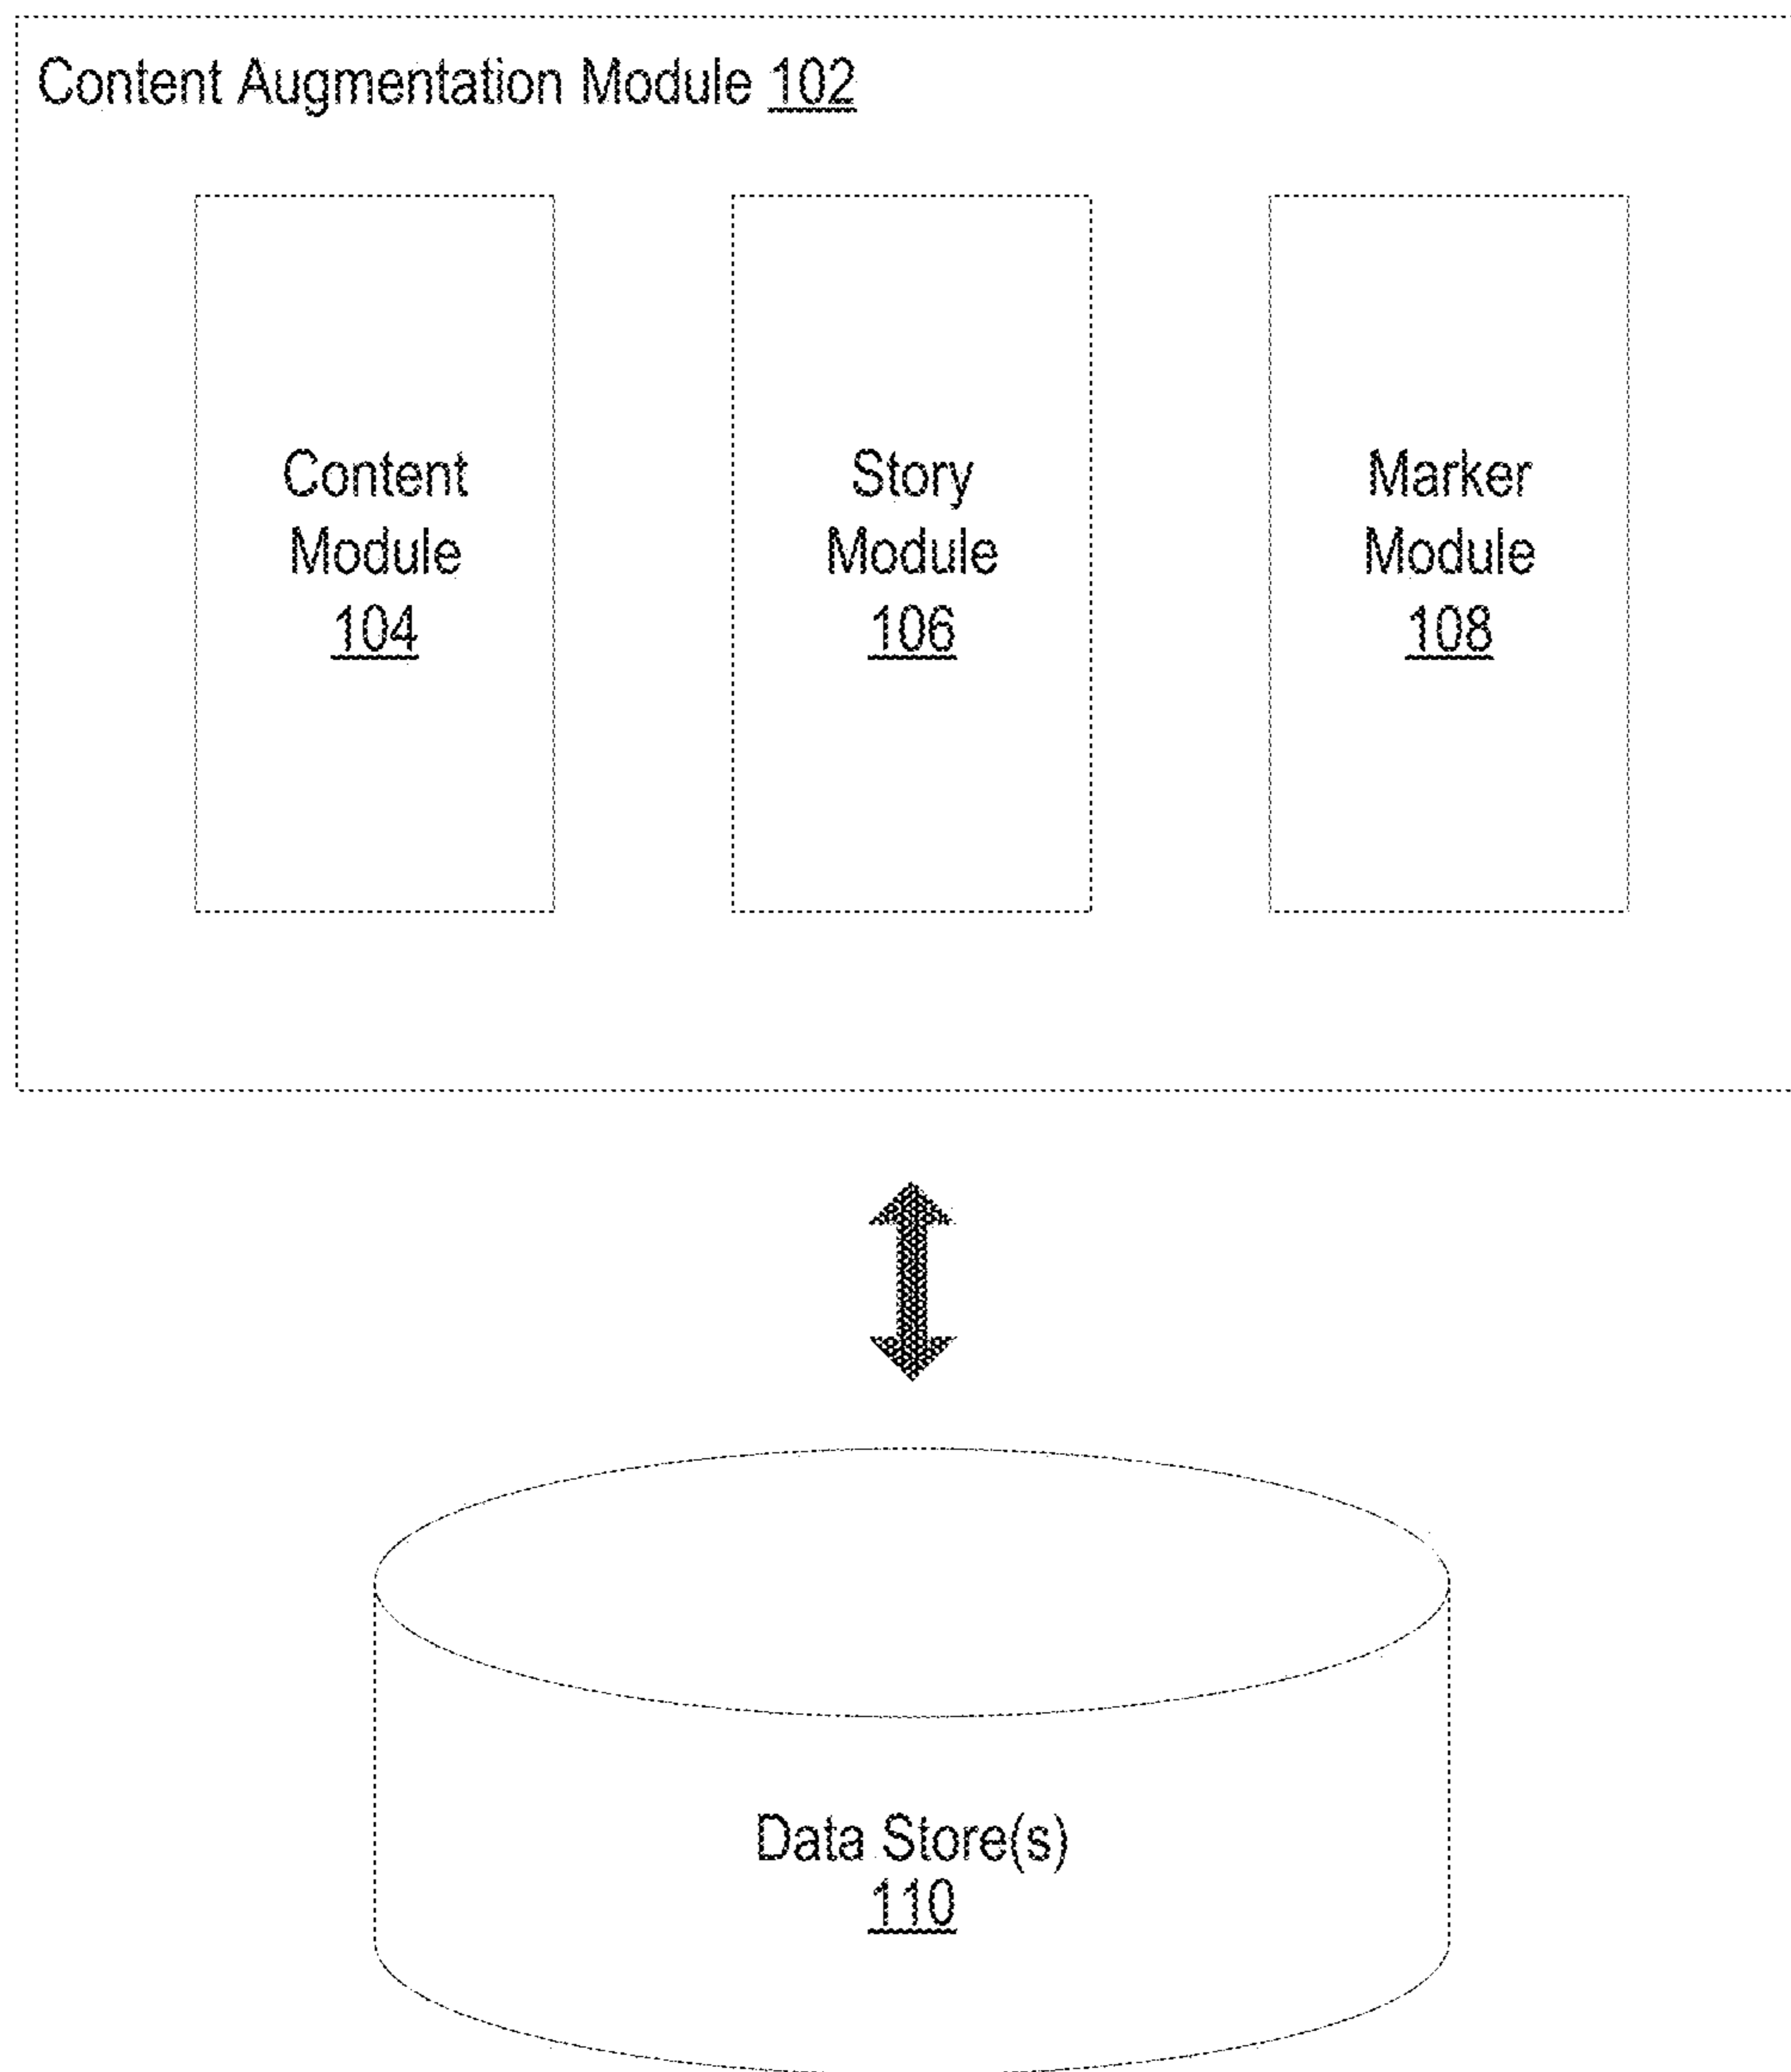 Content Augmentation Module 102
Content
Module
104
Story
Module
106
Marker
Module
108
Data Store(s)
110